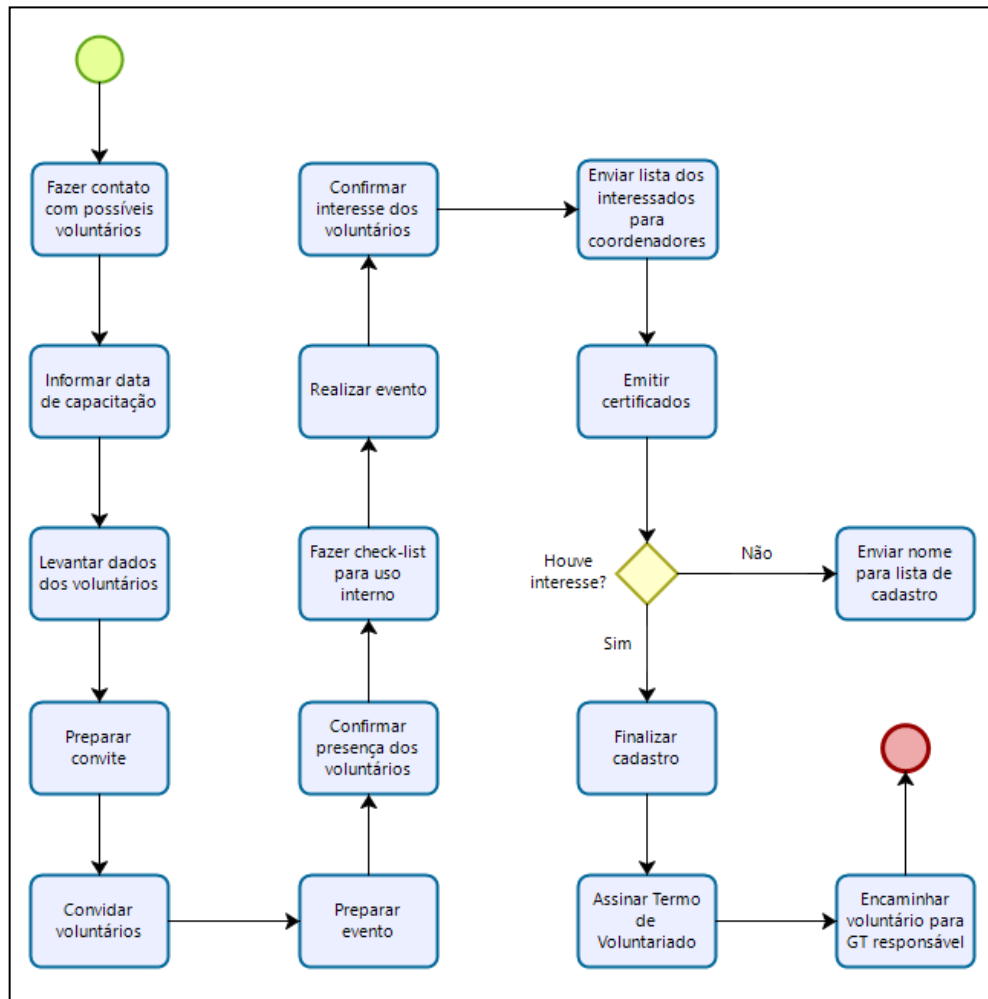 Fazer contato
com possíveis
voluntários
Informar data
de capacitação
Levantar dados
dos voluntários
Preparar
convite
Convidar
voluntários
Preparar
evento
Confirmar
presença dos
voluntários
Fazer check-list
para uso
interno
Realizar evento
Confirmar
interesse dos
voluntários
Enviar lista dos
interessados
para
coordenadores
Emitir
certificados
Houve
interesse?
Não
Enviar nome
para lista de
cadastro
Sim
Finalizar
cadastro
Assinar Termo
de
Voluntariado
Encaminhar
voluntário para
GT responsável